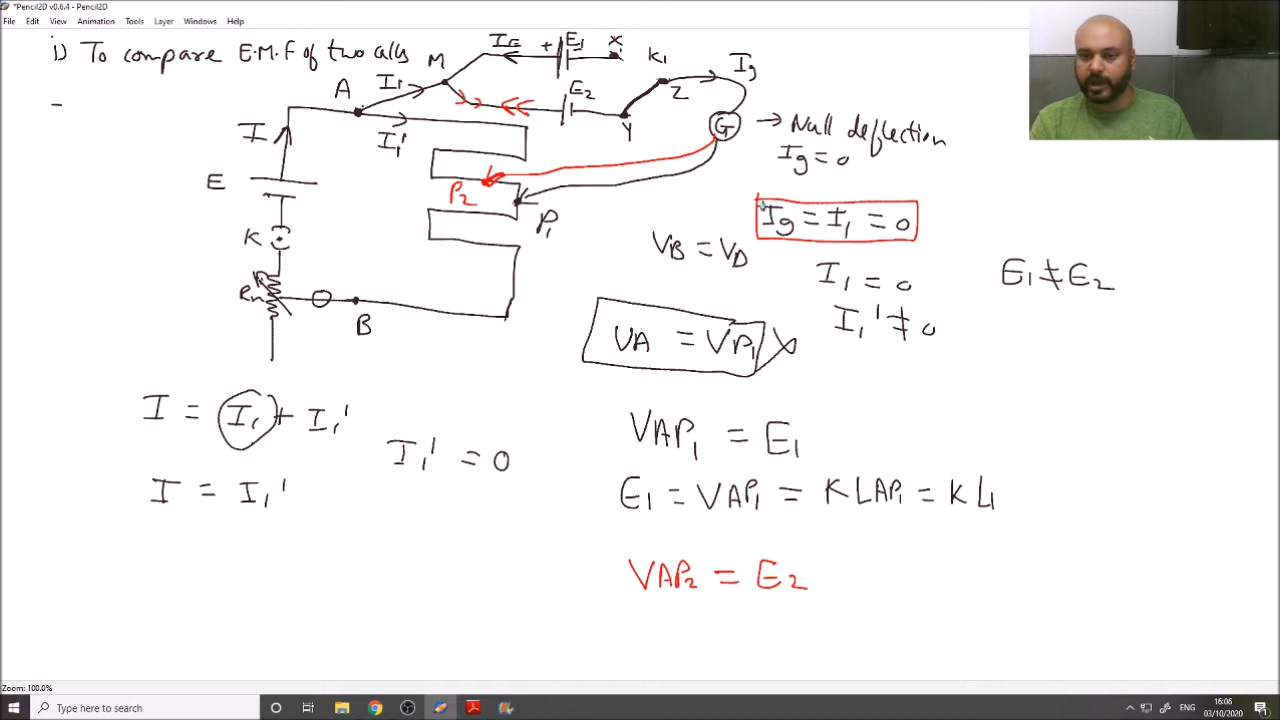 *Pencil2D v0.6.4 - Pencil2D
File Edit View Animation Tools Layer Window Help
i) To compare E.M.F of two cells
M
IE
+ E1
X
K1
Ig
A
I1
E2
Z
Y
G
→ Null deflection
Ig = 0
I
I1'
E
P2
P1
Ig = I1 = 0
K
VB = VD
I1 = 0
E1 ≠ E2
Rh
B
I1' ≠ 0
VA = VP1
I = I1 + I1'
I1' = 0
VAP1 = E1
I = I1'
E1 = VAP1 = KLAP1 = KL1
VAP2 = E2
Zoom: 100.0%
Type here to search
ENG
16:06
03/10/2020